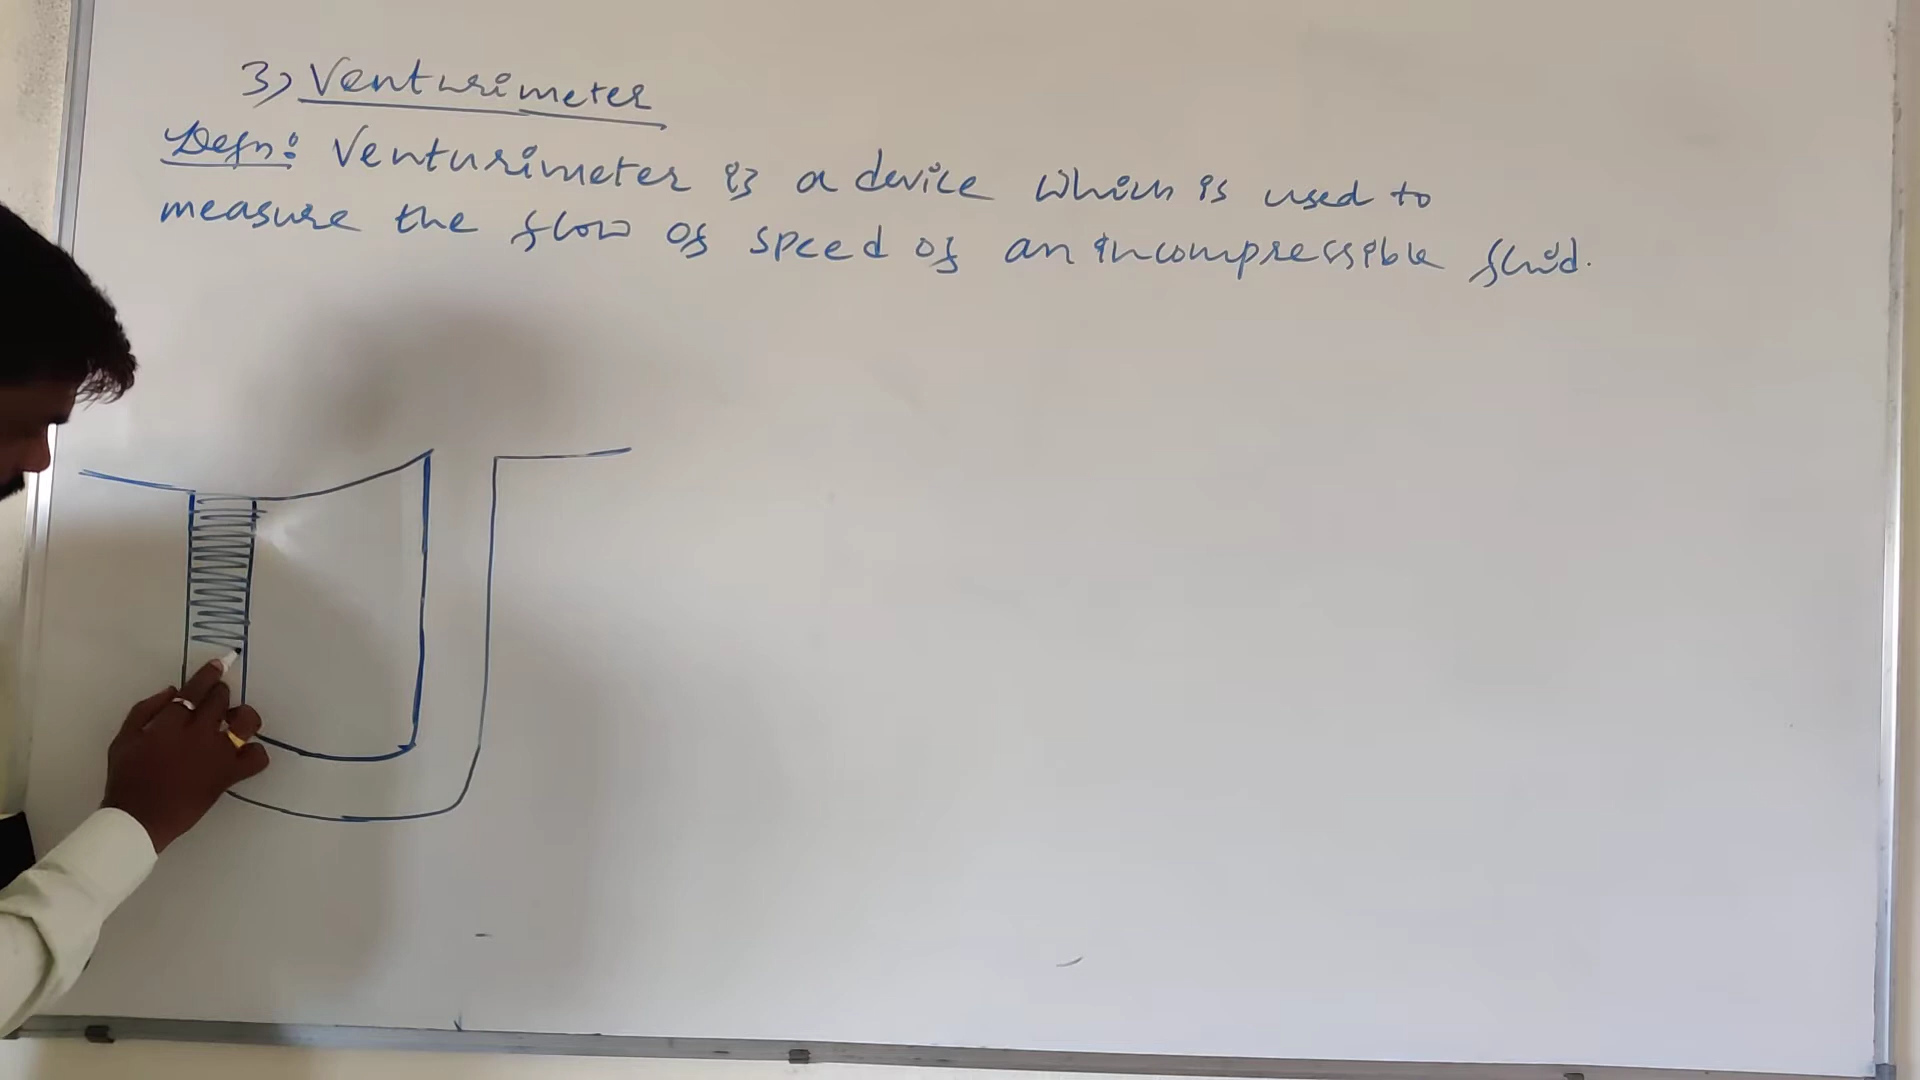 3) Venturimeter
Defn: Venturimeter is a device which is used to
measure the flow of speed of an incompressible fluid.